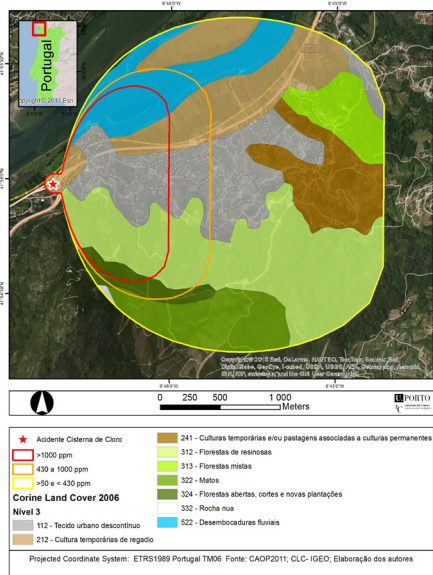 8°46'0"W
8°45'0"W
Portugal
Copyright:© 2013 Esri
0 250 500 1 000
Meters
U.PORTO
Acidente Cisterna de Cloro
>1000 ppm
430 a 1000 ppm
>50 e < 430 ppm
Corine Land Cover 2006
Nível 3
112 - Tecido urbano descontínuo
212 - Cultura temporárias de regadio
241 - Culturas temporárias e/ou pastagens associadas a culturas permanentes
312 - Florestas de resinosas
313 - Florestas mistas
322 - Matos
324 - Florestas abertas, cortes e novas plantações
332 - Rocha nua
522 - Desembocaduras fluviais
Projected Coordinate System: ETRS1989 Portugal TM06 Fonte: CAOP2011; CLC- IGEO; Elaboração dos autores